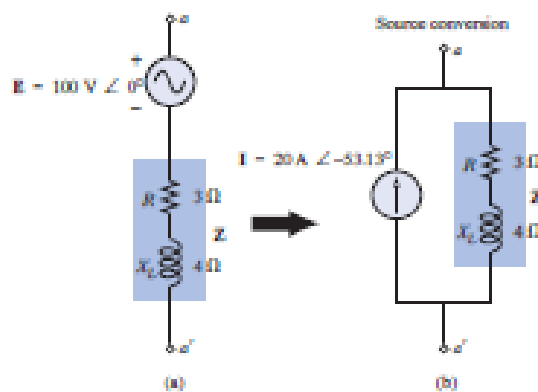 a
Source conversion
a
+
E = 100 V ∠ 0°
–
I = 20 A ∠ –53.13°
R
3 Ω
Z
X_L
4 Ω
R
3 Ω
Z
X_L
4 Ω
a'
a'
(a)
(b)